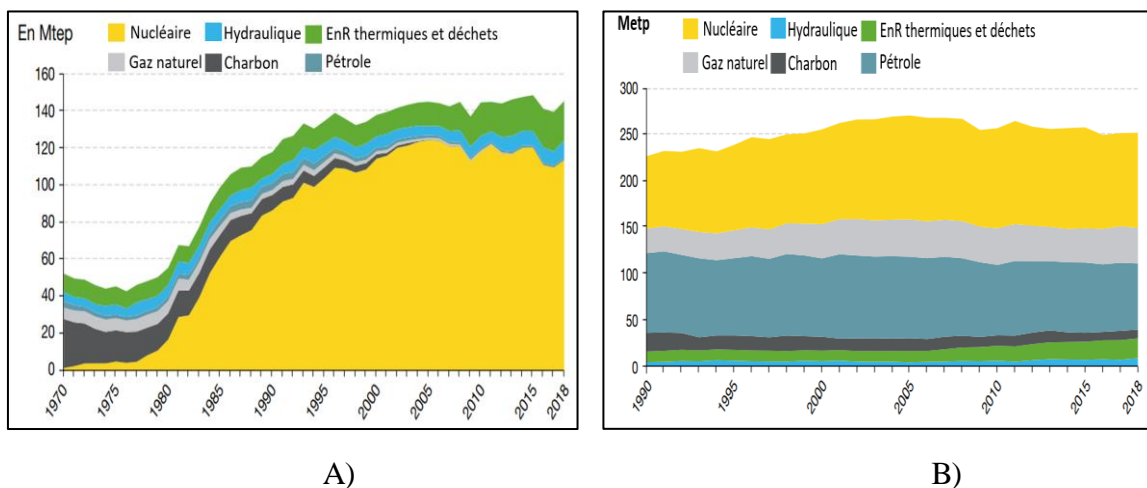 En Mtep
Nucléaire Hydraulique EnR thermiques et déchets
Gaz naturel Charbon Pétrole
160
140
120
100
80
60
40
20
0
1970 1975 1980 1985 1990 1995 2000 2005 2010 2015 2018
A)
Metp
Nucléaire Hydraulique EnR thermiques et déchets
Gaz naturel Charbon Pétrole
300
250
200
150
100
50
0
1990 1995 2000 2005 2010 2015 2018
B)